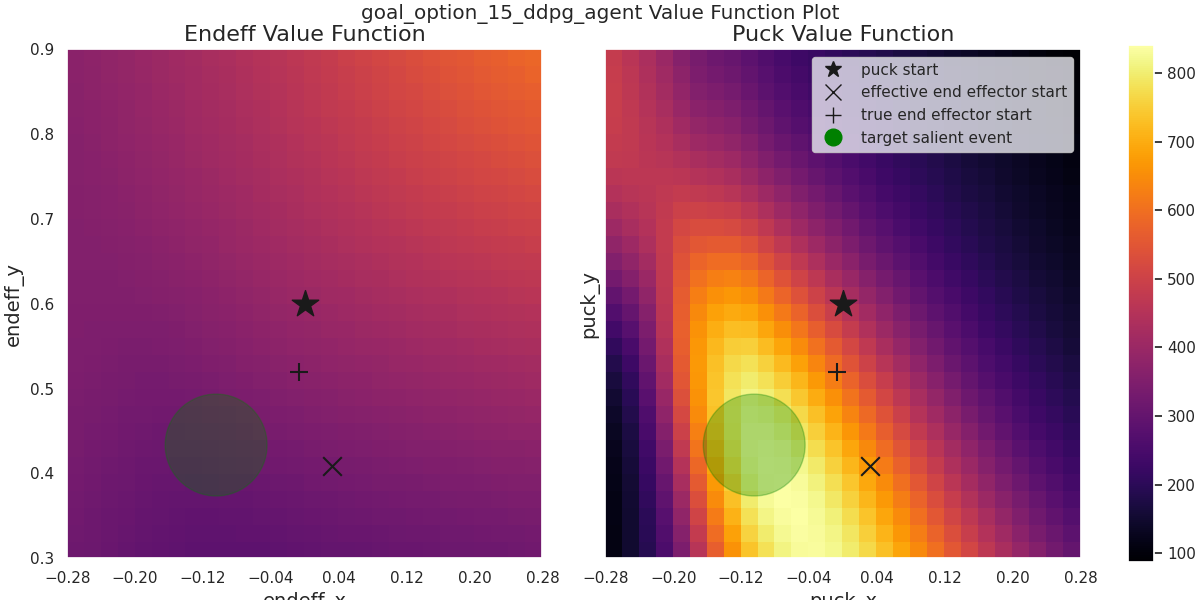 goal_option_15_ddpg_agent Value Function Plot
Endeff Value Function
Puck Value Function
puck start
effective end effector start
true end effector start
target salient event
endeff_y
0.9
0.8
0.7
0.6
0.5
0.4
0.3
−0.28 −0.20 −0.12 −0.04 0.04 0.12 0.20 0.28
endeff_x
puck_y
−0.28 −0.20 −0.12 −0.04 0.04 0.12 0.20 0.28
puck_x
800
700
600
500
400
300
200
100